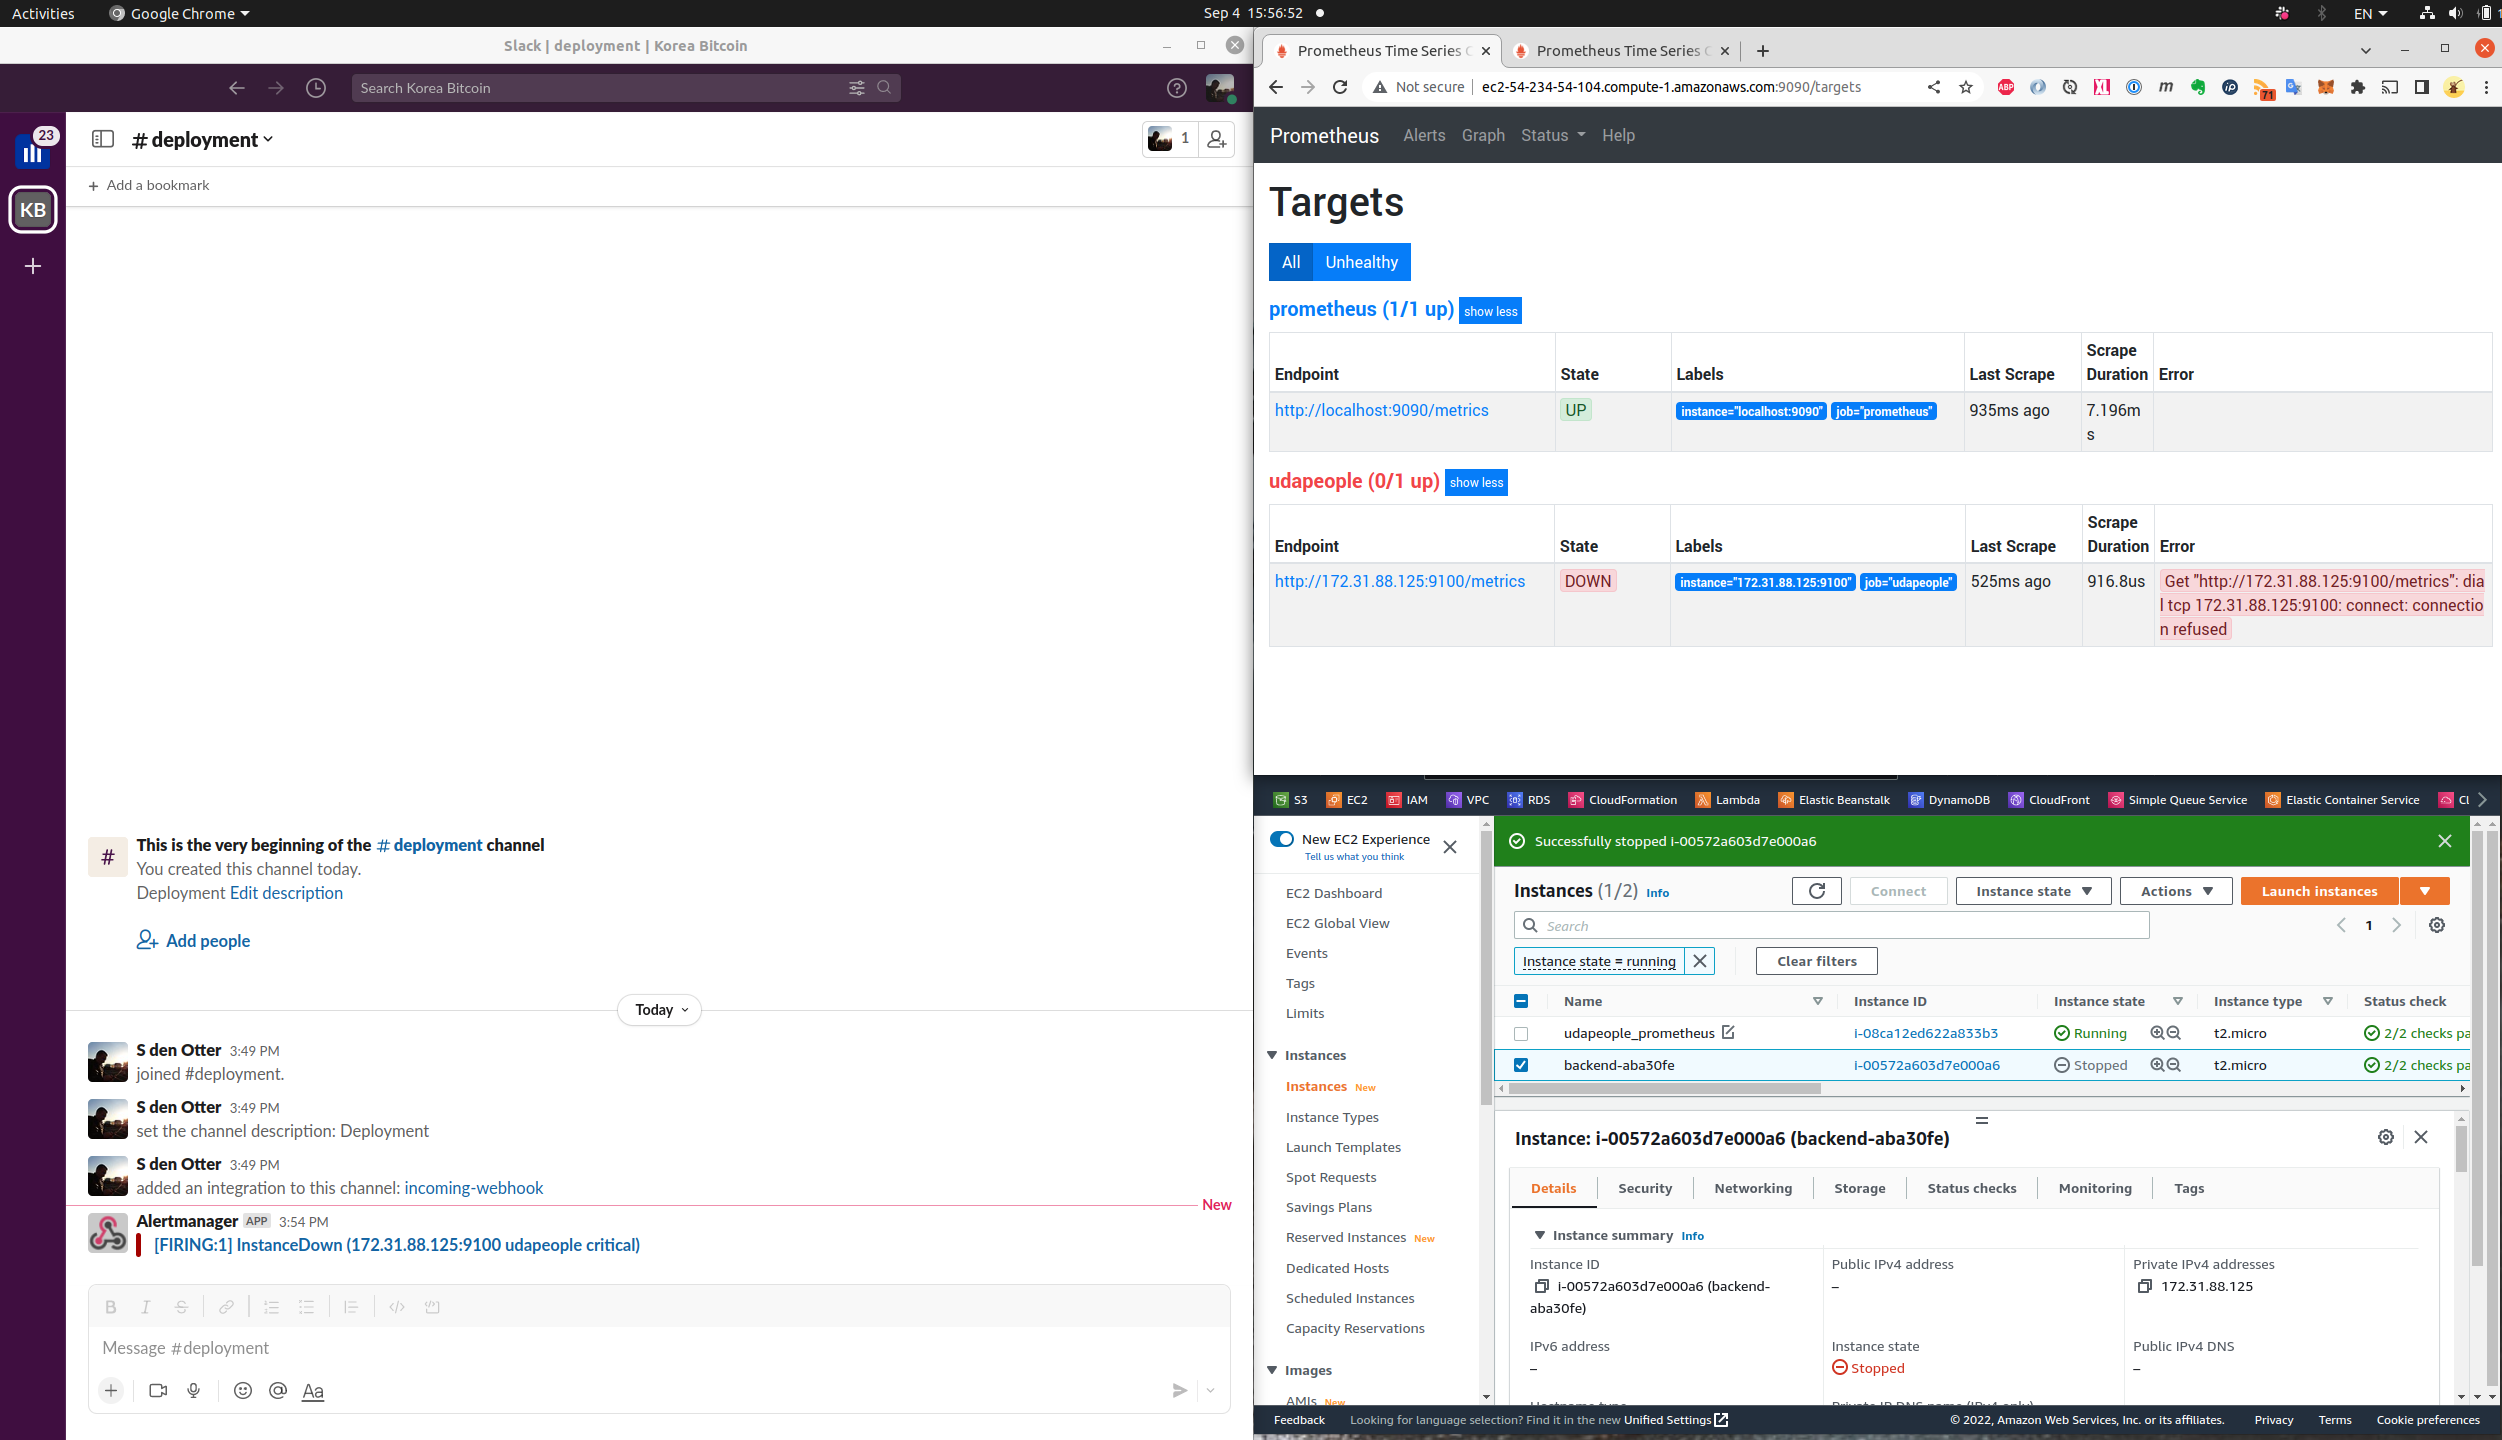 Activities
Google Chrome
Sep 4 15:56:52
EN
Slack | deployment | Korea Bitcoin
Search Korea Bitcoin
23
KB
# deployment
1
+ Add a bookmark
This is the very beginning of the # deployment channel
You created this channel today.
Deployment Edit description
Add people
Today
S den Otter 3:49 PM
joined #deployment.
S den Otter 3:49 PM
set the channel description: Deployment
S den Otter 3:49 PM
added an integration to this channel: incoming-webhook
New
Alertmanager APP 3:54 PM
[FIRING:1] InstanceDown (172.31.88.125:9100 udapeople critical)
Message #deployment
Aa
Prometheus Time Series
Prometheus Time Series
Not secure | ec2-54-234-54-104.compute-1.amazonaws.com:9090/targets
ABP
71
Prometheus Alerts Graph Status Help
Targets
All Unhealthy
prometheus (1/1 up) show less
Endpoint State Labels Last Scrape Scrape Duration Error
http://localhost:9090/metrics UP instance="localhost:9090" job="prometheus" 935ms ago 7.196ms
udapeople (0/1 up) show less
Endpoint State Labels Last Scrape Scrape Duration Error
http://172.31.88.125:9100/metrics DOWN instance="172.31.88.125:9100" job="udapeople" 525ms ago 916.8us Get "http://172.31.88.125:9100/metrics": dial tcp 172.31.88.125:9100: connect: connection refused
S3 EC2 IAM VPC RDS CloudFormation Lambda Elastic Beanstalk DynamoDB CloudFront Simple Queue Service Elastic Container Service Cl
New EC2 Experience
Tell us what you think
EC2 Dashboard
EC2 Global View
Events
Tags
Limits
Instances
Instances New
Instance Types
Launch Templates
Spot Requests
Savings Plans
Reserved Instances New
Dedicated Hosts
Scheduled Instances
Capacity Reservations
Images
AMIs New
Successfully stopped i-00572a603d7e000a6
Instances (1/2) Info
Connect
Instance state
Actions
Launch instances
Search
1
Instance state = running
Clear filters
Name Instance ID Instance state Instance type Status check
udapeople_prometheus i-08ca12ed622a833b3 Running t2.micro 2/2 checks pa
backend-aba30fe i-00572a603d7e000a6 Stopped t2.micro 2/2 checks pa
Instance: i-00572a603d7e000a6 (backend-aba30fe)
Details Security Networking Storage Status checks Monitoring Tags
Instance summary Info
Instance ID
i-00572a603d7e000a6 (backend-
aba30fe)
Public IPv4 address
–
Private IPv4 addresses
172.31.88.125
IPv6 address
–
Instance state
Stopped
Public IPv4 DNS
–
Feedback
Looking for language selection? Find it in the new Unified Settings
© 2022, Amazon Web Services, Inc. or its affiliates.
Privacy Terms Cookie preferences